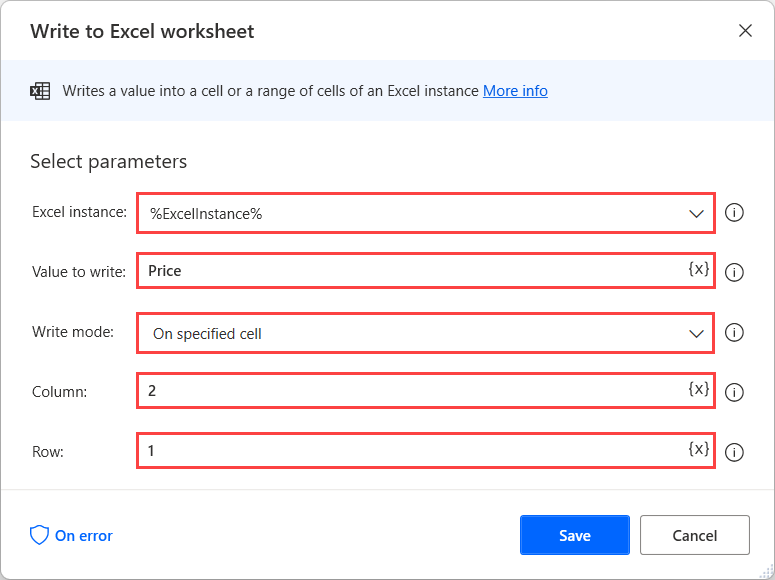 Write to Excel worksheet
Writes a value into a cell or a range of cells of an Excel instance More info
Select parameters
Excel instance: %ExcelInstance%
Value to write: Price {x}
Write mode: On specified cell
Column: 2 {x}
Row: 1 {x}
On error Save Cancel